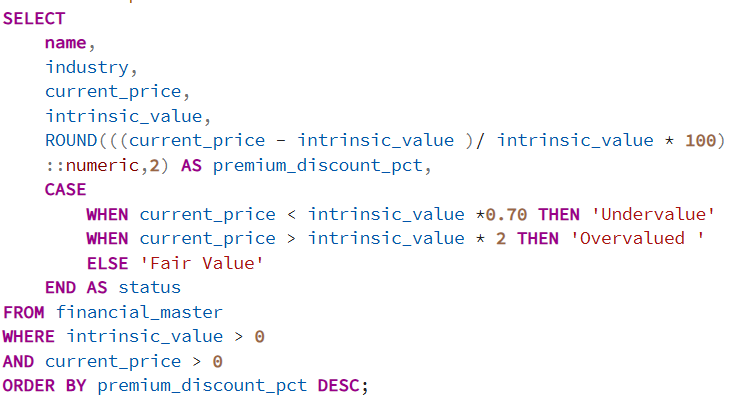 SELECT
    name,
    industry,
    current_price,
    intrinsic_value,
    ROUND(((current_price - intrinsic_value )/ intrinsic_value * 100)
    ::numeric,2) AS premium_discount_pct,
    CASE
        WHEN current_price < intrinsic_value *0.70 THEN 'Undervalue'
        WHEN current_price > intrinsic_value * 2 THEN 'Overvalued '
        ELSE 'Fair Value'
    END AS status
FROM financial_master
WHERE intrinsic_value > 0
AND current_price > 0
ORDER BY premium_discount_pct DESC;